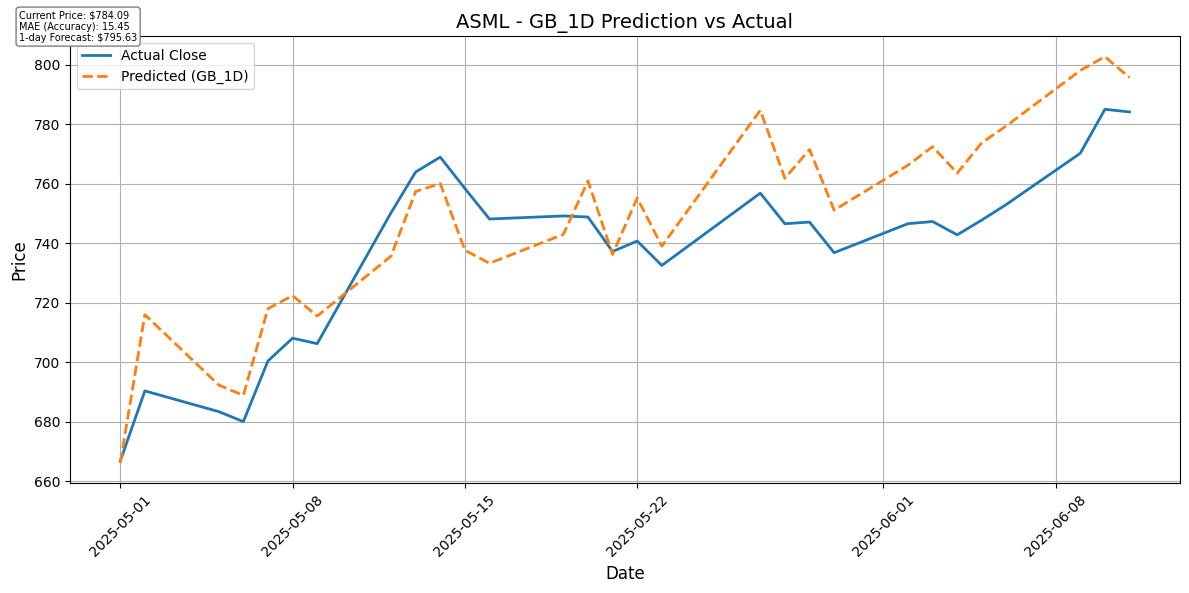 Current Price: $784.09
MAE (Accuracy): 15.45
1-day Forecast: $795.63
ASML - GB_1D Prediction vs Actual
Actual Close
Predicted (GB_1D)
800
780
760
740
720
700
680
660
Price
2025-05-01
2025-05-08
2025-05-15
2025-05-22
2025-06-01
2025-06-08
Date